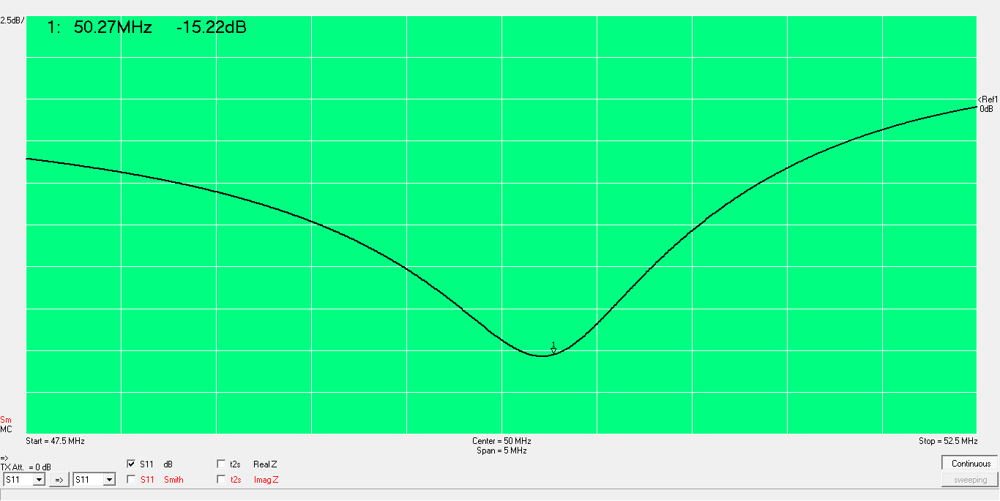 2.5dB/
1: 50.27MHz -15.22dB
<Ref1
0dB
1
Sm
MC
Start = 47.5 MHz
Center = 50 MHz
Stop = 52.5 MHz
Span = 5 MHz
=>
TX Att. = 0 dB
S11 dB
t2s Real Z
Continuous
S11
=>
S11
S11 Smith
t2s Imag Z
sweeping